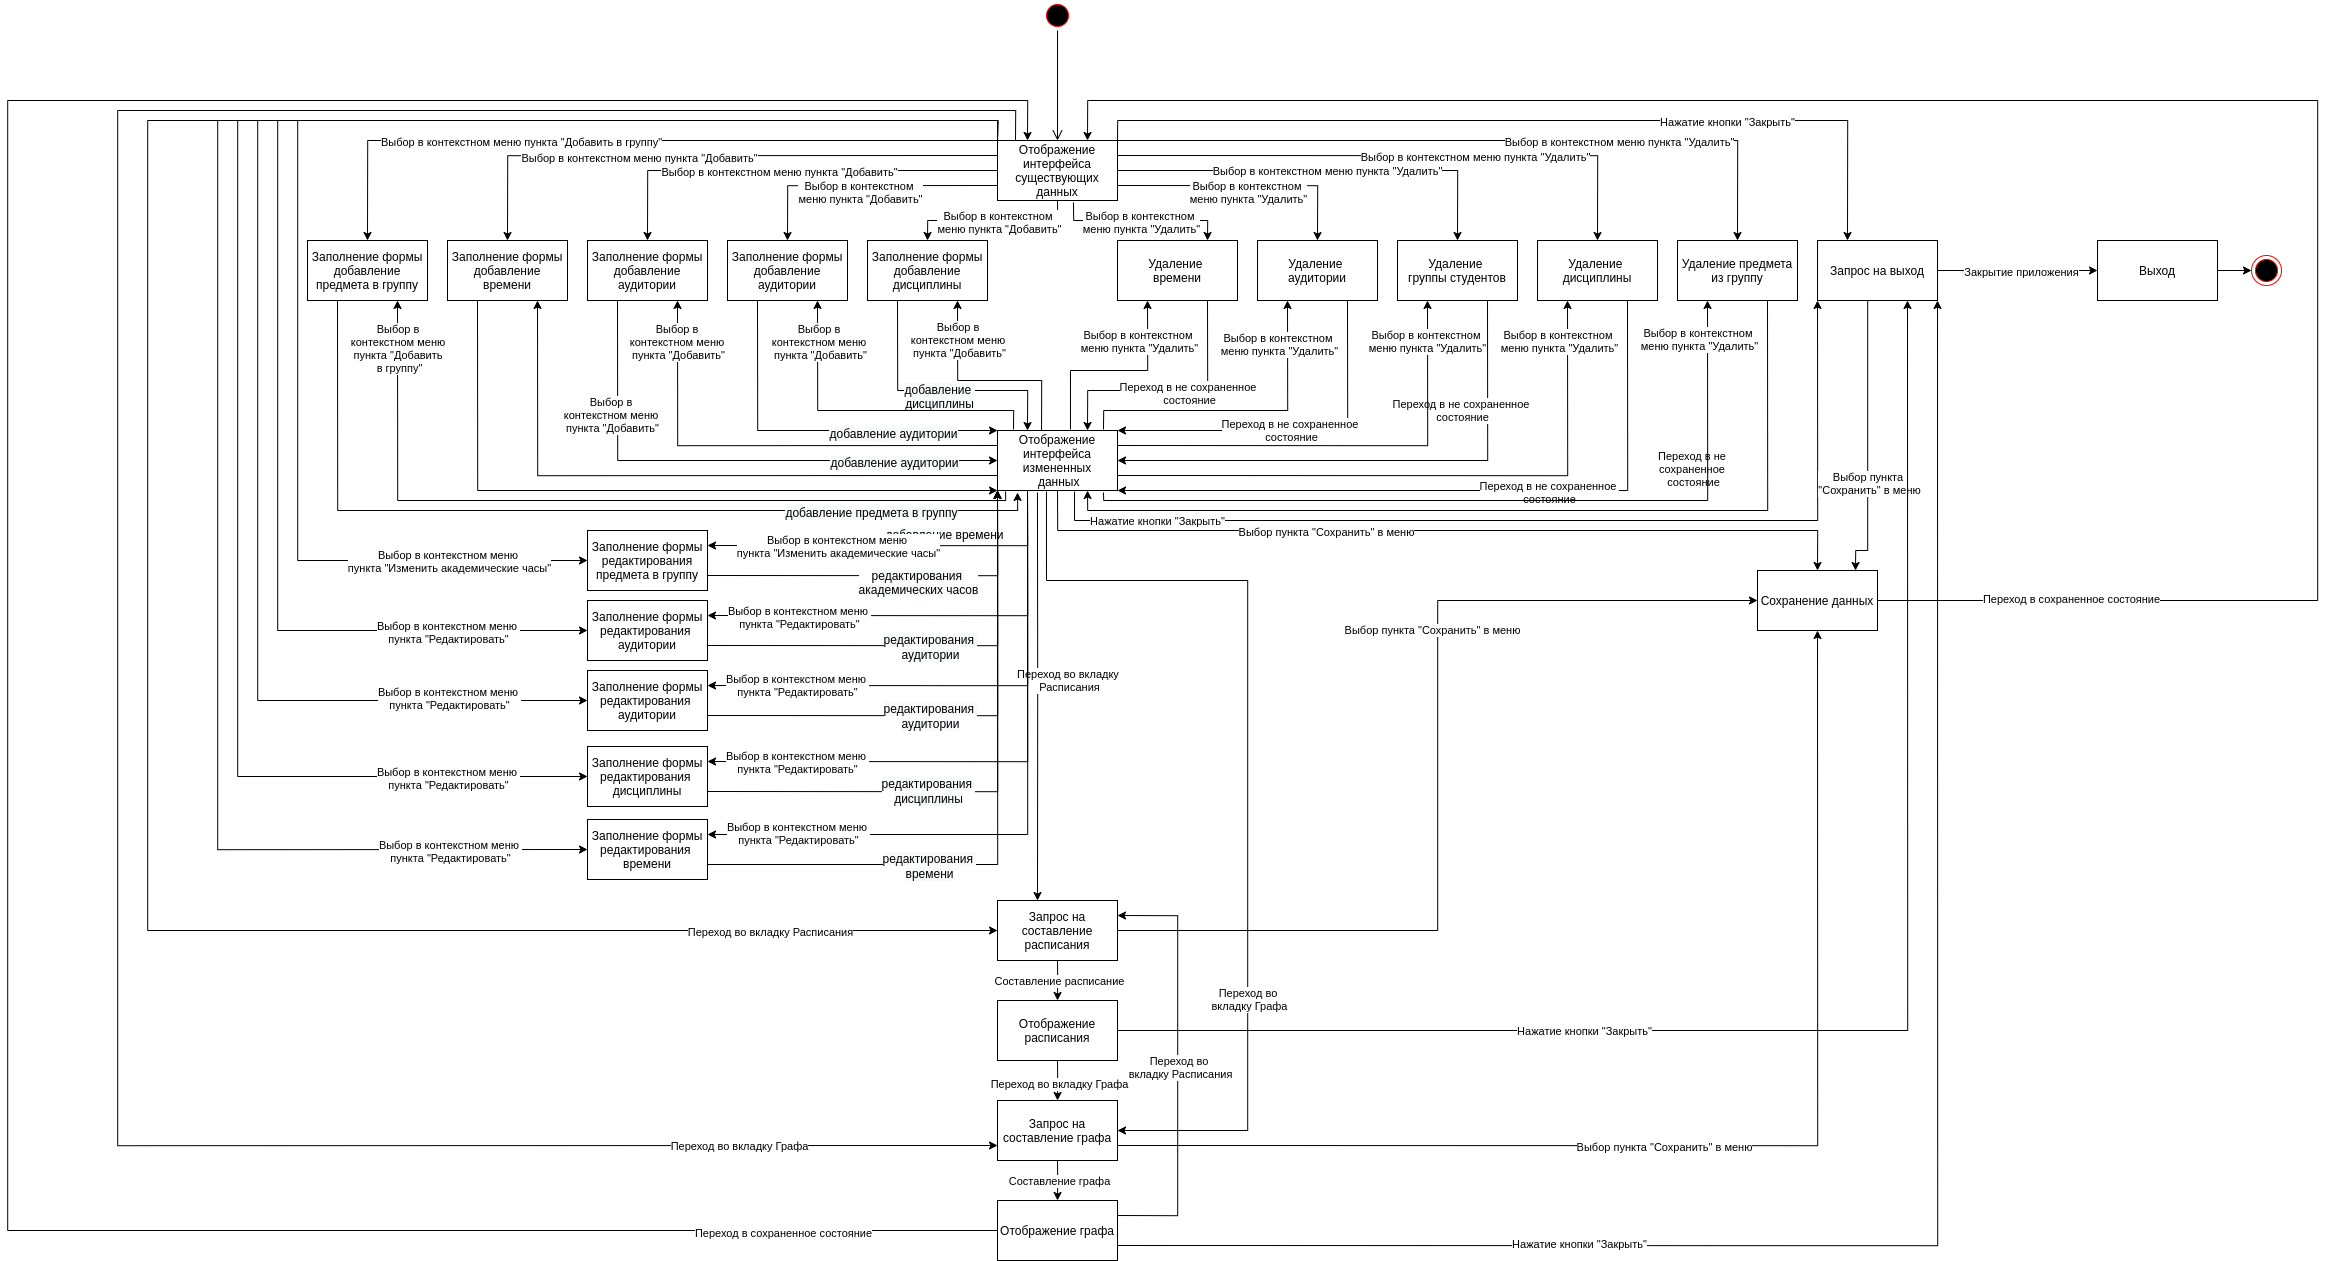 Нажатие кнопки "Закрыть"
Выбор в контекстном меню пункта "Добавить в группу"
Выбор в контекстном меню пункта "Добавить"
Выбор в контекстном меню пункта "Добавить"
Выбор в контекстном
меню пункта "Добавить"
Выбор в контекстном
меню пункта "Добавить"
Отображение
интерфейса
существующих
данных
Выбор в контекстном меню пункта "Удалить"
Выбор в контекстном меню пункта "Удалить"
Выбор в контекстном меню пункта "Удалить"
Выбор в контекстном
меню пункта "Удалить"
Выбор в контекстном
меню пункта "Удалить"
Заполнение формы
добавление
предмета в группу
Заполнение формы
добавление
времени
Заполнение формы
добавление
аудитории
Заполнение формы
добавление
аудитории
Заполнение формы
добавление
дисциплины
Удаление
времени
Удаление
аудитории
Удаление
группы студентов
Удаление
дисциплины
Удаление предмета
из группу
Запрос на выход
Закрытие приложения
Выход
Выбор в
контекстном меню
пункта "Добавить
в группу"
Выбор в
контекстном меню
пункта "Добавить"
Выбор в
контекстном меню
пункта "Добавить"
Выбор в
контекстном меню
пункта "Добавить"
Выбор в контекстном
меню пункта "Удалить"
Выбор в контекстном
меню пункта "Удалить"
Выбор в контекстном
меню пункта "Удалить"
Выбор в контекстном
меню пункта "Удалить"
Выбор в контекстном
меню пункта "Удалить"
Выбор в
контекстном меню
пункта "Добавить"
добавление
дисциплины
Переход в не сохраненное
состояние
Переход в не сохраненное
состояние
Переход в не сохраненное
состояние
добавление аудитории
добавление аудитории
Отображение
интерфейса
измененных
данных
Переход в не
сохраненное
состояние
Переход в не сохраненное
состояние
Выбор пункта
"Сохранить" в меню
добавление предмета в группу
Нажатие кнопки "Закрыть"
Выбор пункта "Сохранить" в меню
добавление времени
Выбор в контекстном меню
пункта "Изменить академические часы"
Заполнение формы
редактирования
предмета в группу
Выбор в контекстном меню
пункта "Изменить академические часы"
редактирования
академических часов
Выбор в контекстном меню
пункта "Редактировать"
Заполнение формы
редактирования
аудитории
Выбор в контекстном меню
пункта "Редактировать"
редактирования
аудитории
Сохранение данных
Переход в сохраненное состояние
Выбор пункта "Сохранить" в меню
Переход во вкладку
Расписания
Выбор в контекстном меню
пункта "Редактировать"
Заполнение формы
редактирования
аудитории
Выбор в контекстном меню
пункта "Редактировать"
редактирования
аудитории
Выбор в контекстном меню
пункта "Редактировать"
Заполнение формы
редактирования
дисциплины
Выбор в контекстном меню
пункта "Редактировать"
редактирования
дисциплины
Выбор в контекстном меню
пункта "Редактировать"
Заполнение формы
редактирования
времени
Выбор в контекстном меню
пункта "Редактировать"
редактирования
времени
Переход во вкладку Расписания
Запрос на
составление
расписания
Составление расписание
Переход во
вкладку Графа
Отображение
расписания
Нажатие кнопки "Закрыть"
Переход во
вкладку Расписания
Переход во вкладку Графа
Запрос на
составление графа
Переход во вкладку Графа
Выбор пункта "Сохранить" в меню
Составление графа
Отображение графа
Переход в сохраненное состояние
Нажатие кнопки "Закрыть"